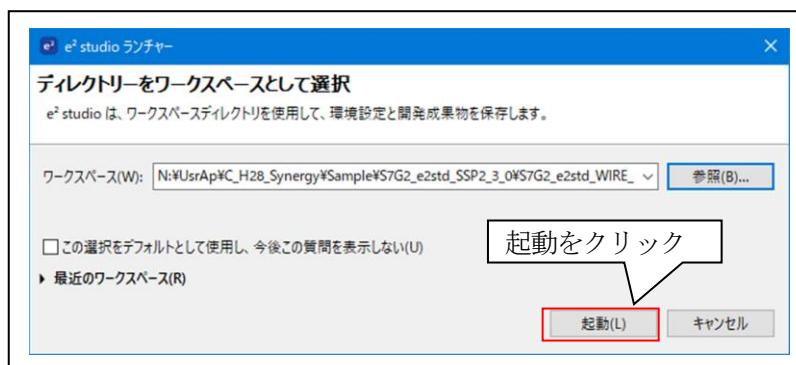 e² studio ランチャー
ディレクトリーをワークスペースとして選択
e² studio は、ワークスペースディレクトリを使用して、環境設定と開発成果物を保存します。
ワークスペース(W): N:¥UsrAp¥C_H28_Synergy¥Sample¥S7G2_e2std_SSP2_3_0¥S7G2_e2std_WIRE_ 参照(B)...
□この選択をデフォルトとして使用し、今後この質問を表示しない(U)
起動をクリック
最近のワークスペース(R)
起動(L) キャンセル